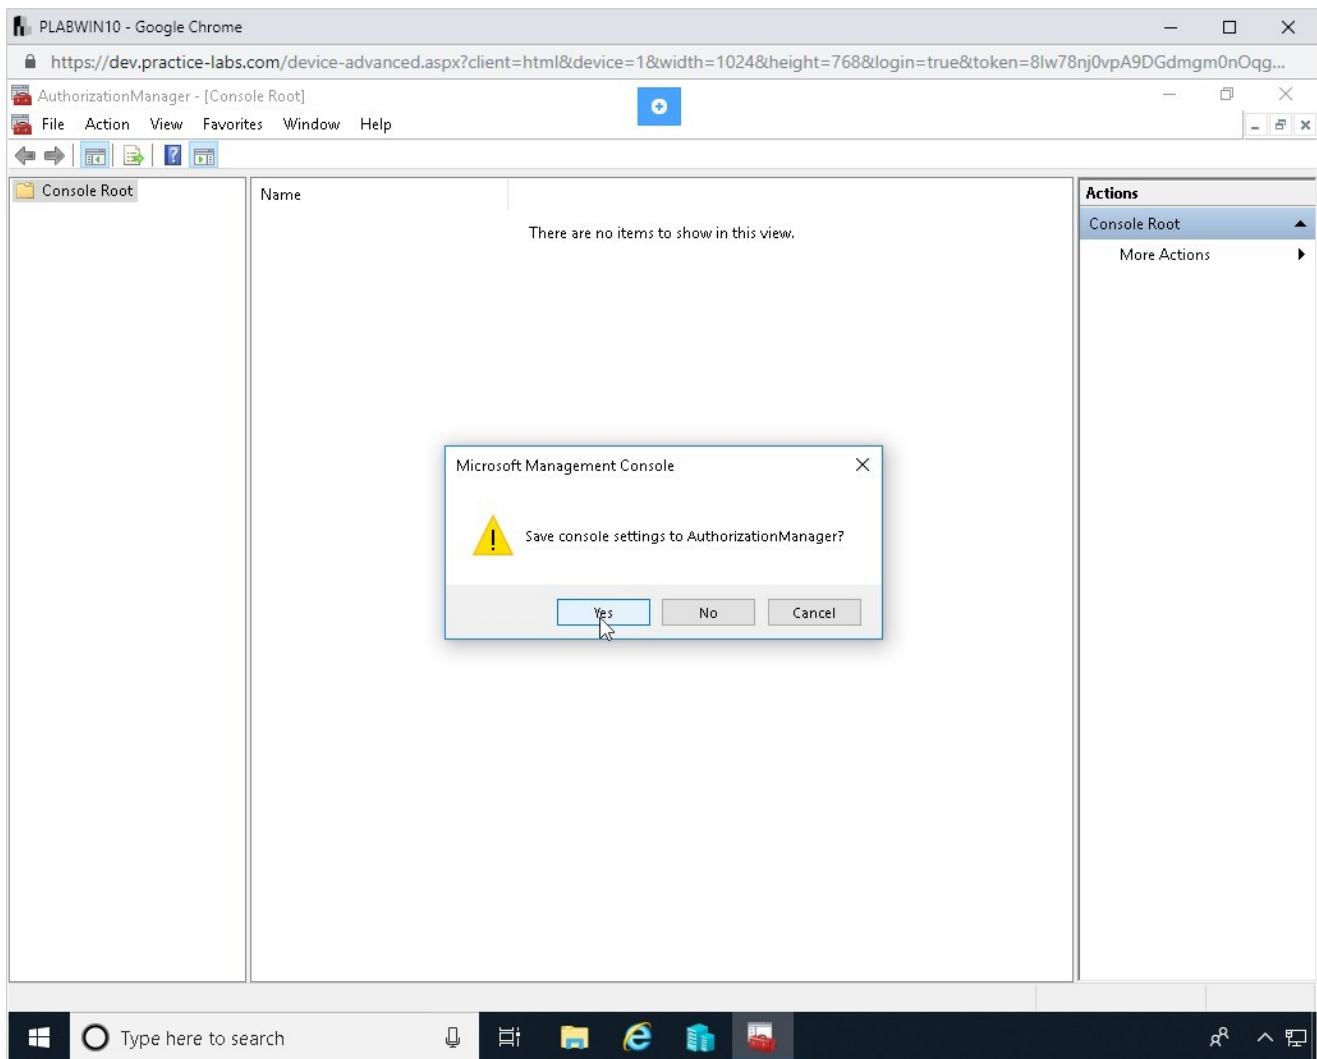 PLABWIN10 - Google Chrome
https://dev.practice-labs.com/device-advanced.aspx?client=html&device=1&width=1024&height=768&login=true&token=8lw78nj0vpA9DGdmgm0nOqg...
AuthorizationManager - [Console Root]
File Action View Favorites Window Help
Console Root
Name
There are no items to show in this view.
Actions
Console Root
More Actions
Microsoft Management Console
Save console settings to AuthorizationManager?
Yes No Cancel
Type here to search